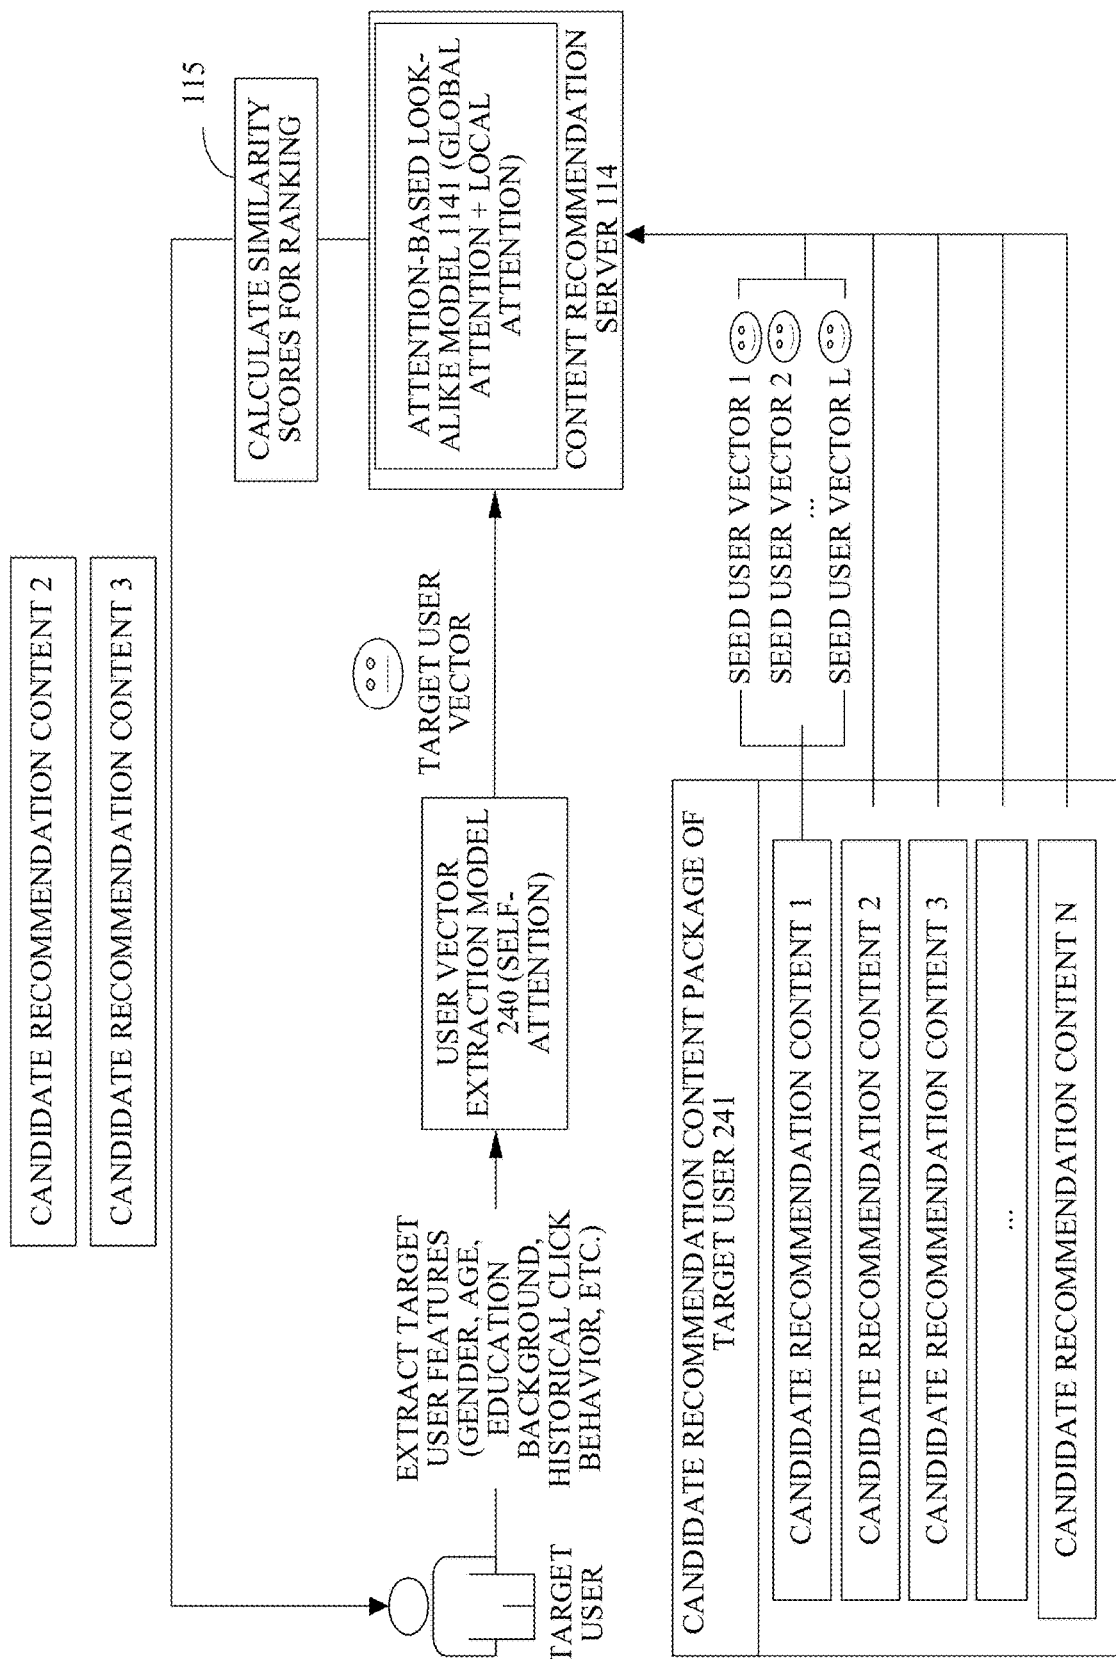 CANDIDATE RECOMMENDATION CONTENT 2
CANDIDATE RECOMMENDATION CONTENT 3
115
CALCULATE SIMILARITY
SCORES FOR RANKING
TARGET
USER
EXTRACT TARGET
USER FEATURES
(GENDER, AGE,
EDUCATION
BACKGROUND,
HISTORICAL CLICK
BEHAVIOR, ETC.)
USER VECTOR
EXTRACTION MODEL
240 (SELF-
ATTENTION)
TARGET USER
VECTOR
ATTENTION-BASED LOOK-
ALIKE MODEL 1141 (GLOBAL
ATTENTION + LOCAL
ATTENTION)
CONTENT RECOMMENDATION
SERVER 114
CANDIDATE RECOMMENDATION CONTENT PACKAGE OF
TARGET USER 241
CANDIDATE RECOMMENDATION CONTENT 1
CANDIDATE RECOMMENDATION CONTENT 2
CANDIDATE RECOMMENDATION CONTENT 3
...
CANDIDATE RECOMMENDATION CONTENT N
SEED USER VECTOR 1
SEED USER VECTOR 2
...
SEED USER VECTOR L